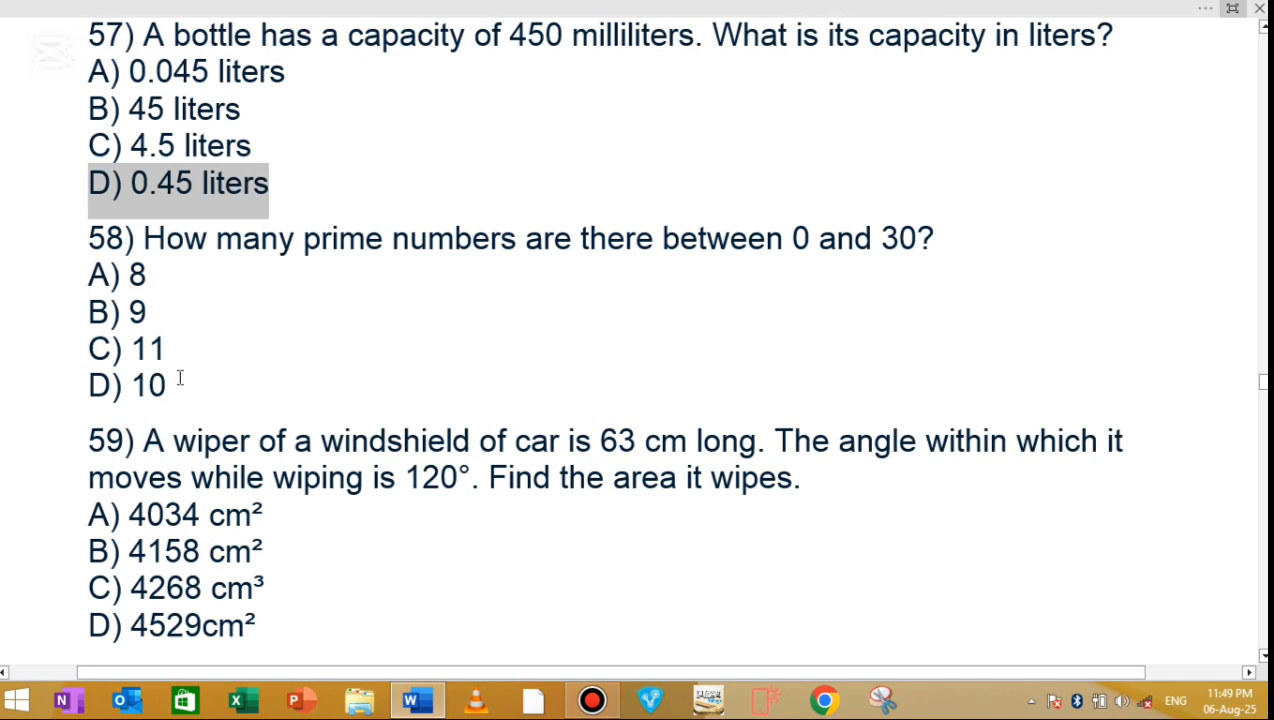 57) A bottle has a capacity of 450 milliliters. What is its capacity in liters?
A) 0.045 liters
B) 45 liters
C) 4.5 liters
D) 0.45 liters
58) How many prime numbers are there between 0 and 30?
A) 8
B) 9
C) 11
D) 10
59) A wiper of a windshield of car is 63 cm long. The angle within which it
moves while wiping is 120°. Find the area it wipes.
A) 4034 cm²
B) 4158 cm²
C) 4268 cm³
D) 4529cm²
ENG
11:49 PM
06-Aug-25